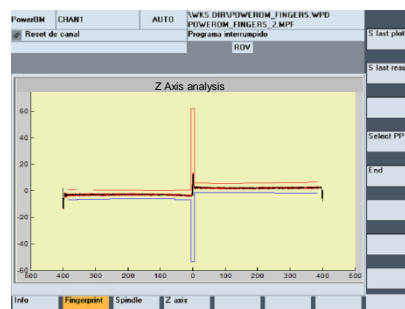 PowerOM CHAN1 AUTO \WKS.DIR\POWEROM_FINGERS.WPD
POWEROM_FINGERS_2.MPF
Reset de canal Programa interrumpido
ROV
S last plot
S last resu
Select PP
End
Z Axis analysis
60
40
20
0
-20
-40
-60
500 400 300 200 100 0 100 200 300 400 500
Info Fingerprint Spindle Z axis